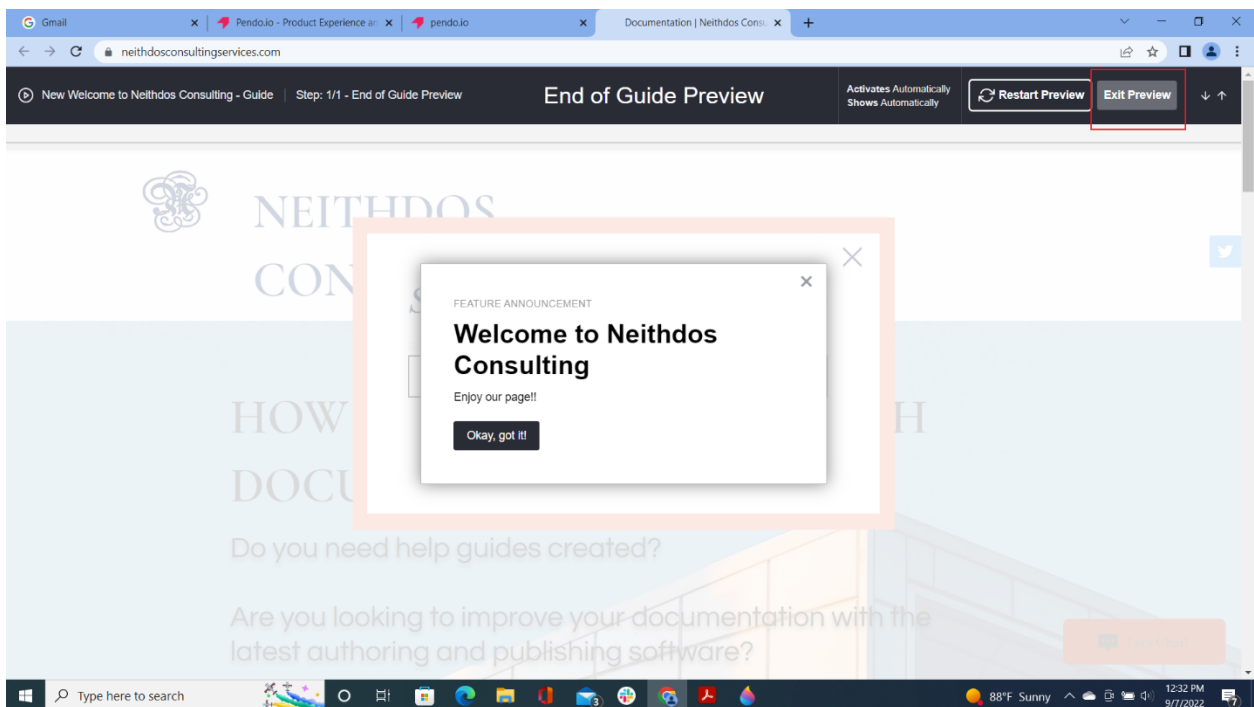 Gmail
Pendo.io - Product Experience an
pendo.io
Documentation | Neithdos Consu
neithdosconsultingservices.com
New Welcome to Neithdos Consulting - Guide | Step: 1/1 - End of Guide Preview
End of Guide Preview
Activates Automatically
Shows Automatically
Restart Preview
Exit Preview
NEITHDOS
CON
FEATURE ANNOUNCEMENT
Welcome to Neithdos
Consulting
Enjoy our page!!
Okay, got it!
HOW
H
DOCU
Do you need help guides created?
Are you looking to improve your documentation with the
latest authoring and publishing software?
Type here to search
3
88°F Sunny
12:32 PM
9/7/2022
7